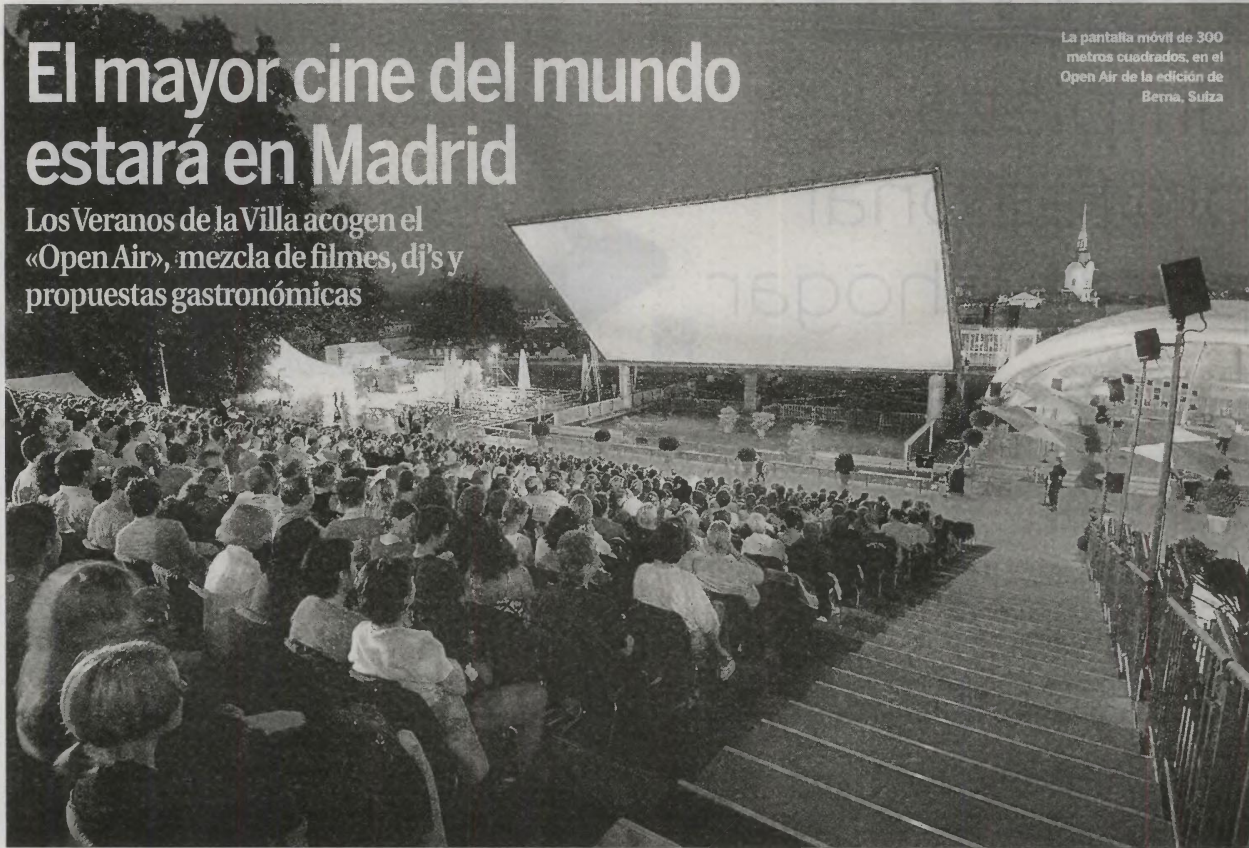 El mayor cine del mundo
estará en Madrid
Los Veranos de la Villa acogen el
«Open Air», mezcla de filmes, dj's y
propuestas gastronómicas
La pantalla móvil de 300
metros cuadrados, en el
Open Air de la edición de
Berna, Suiza
hogar